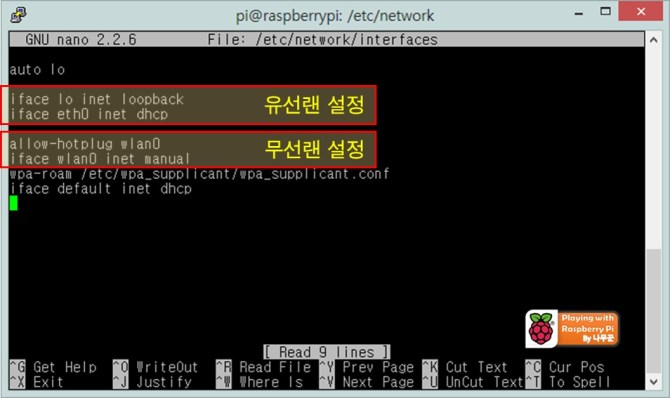 pi@raspberrypi: /etc/network
GNU nano 2.2.6 File: /etc/network/interfaces
auto lo
iface lo inet loopback
iface eth0 inet dhcp
유선랜 설정
allow-hotplug wlan0
iface wlan0 inet manual
무선랜 설정
wpa-roam /etc/wpa_supplicant/wpa_supplicant.conf
iface default inet dhcp
Playing with
Raspberry Pi
By 나무꾼
[ Read 9 lines ]
^G Get Help ^O WriteOut ^R Read File ^Y Prev Page ^K Cut Text ^C Cur Pos
^X Exit ^J Justify ^W Where Is ^V Next Page ^U UnCut Text ^T To Spell